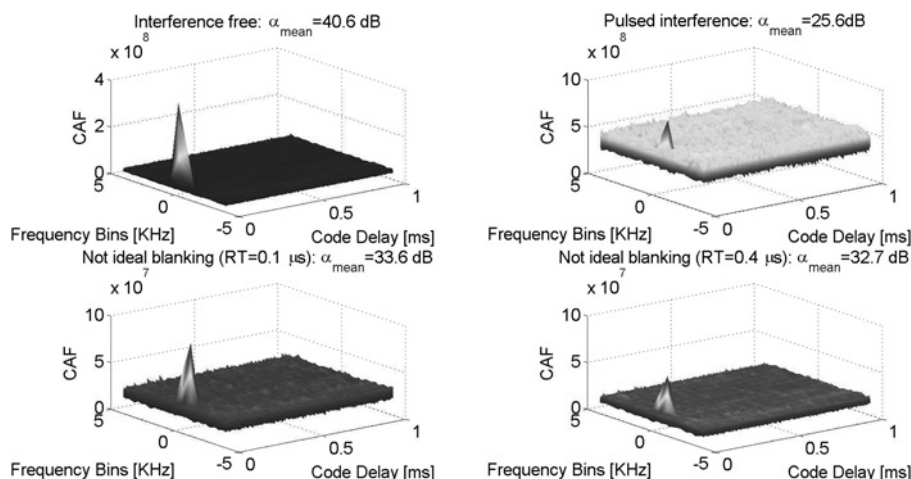 Interference free: α_mean=40.6 dB
x 10^8
4
2
0
CAF
5
0
-5
Frequency Bins [KHz]
0
0.5
1
Code Delay [ms]
Pulsed interference: α_mean=25.6dB
x 10^8
10
5
0
CAF
5
0
-5
Frequency Bins [KHz]
0
0.5
1
Code Delay [ms]
Not ideal blanking (RT=0.1 μs): α_mean=33.6 dB
x 10^7
10
5
0
CAF
5
0
-5
Frequency Bins [KHz]
0
0.5
1
Code Delay [ms]
Not ideal blanking (RT=0.4 μs): α_mean=32.7 dB
x 10^7
10
5
0
CAF
5
0
-5
Frequency Bins [KHz]
0
0.5
1
Code Delay [ms]